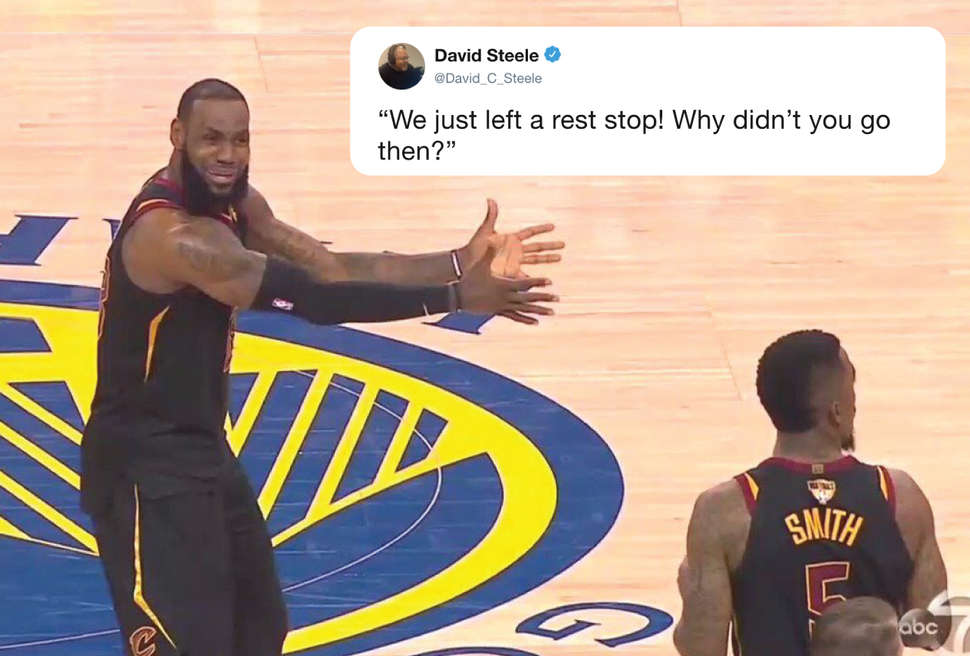 David Steele
@David_C_Steele
“We just left a rest stop! Why didn’t you go
then?”
SMITH
5
abc